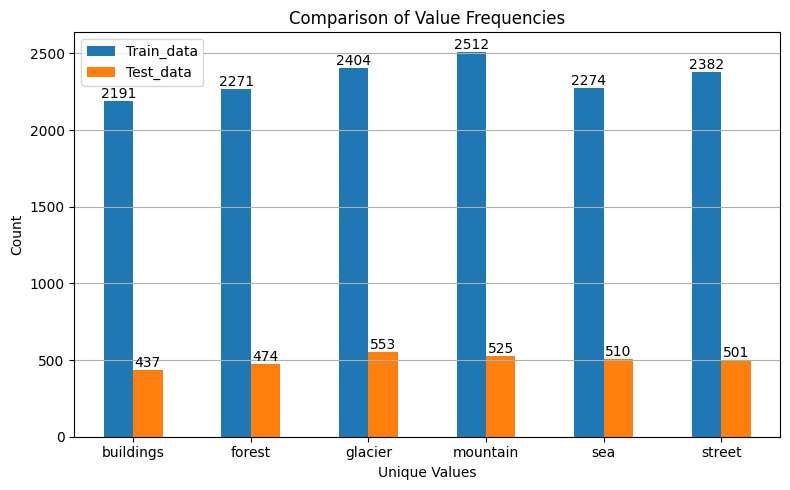 Comparison of Value Frequencies
Train_data
Test_data
2191
2271
2404
2512
2274
2382
437
474
553
525
510
501
2500
2000
1500
1000
500
0
Count
buildings
forest
glacier
mountain
sea
street
Unique Values